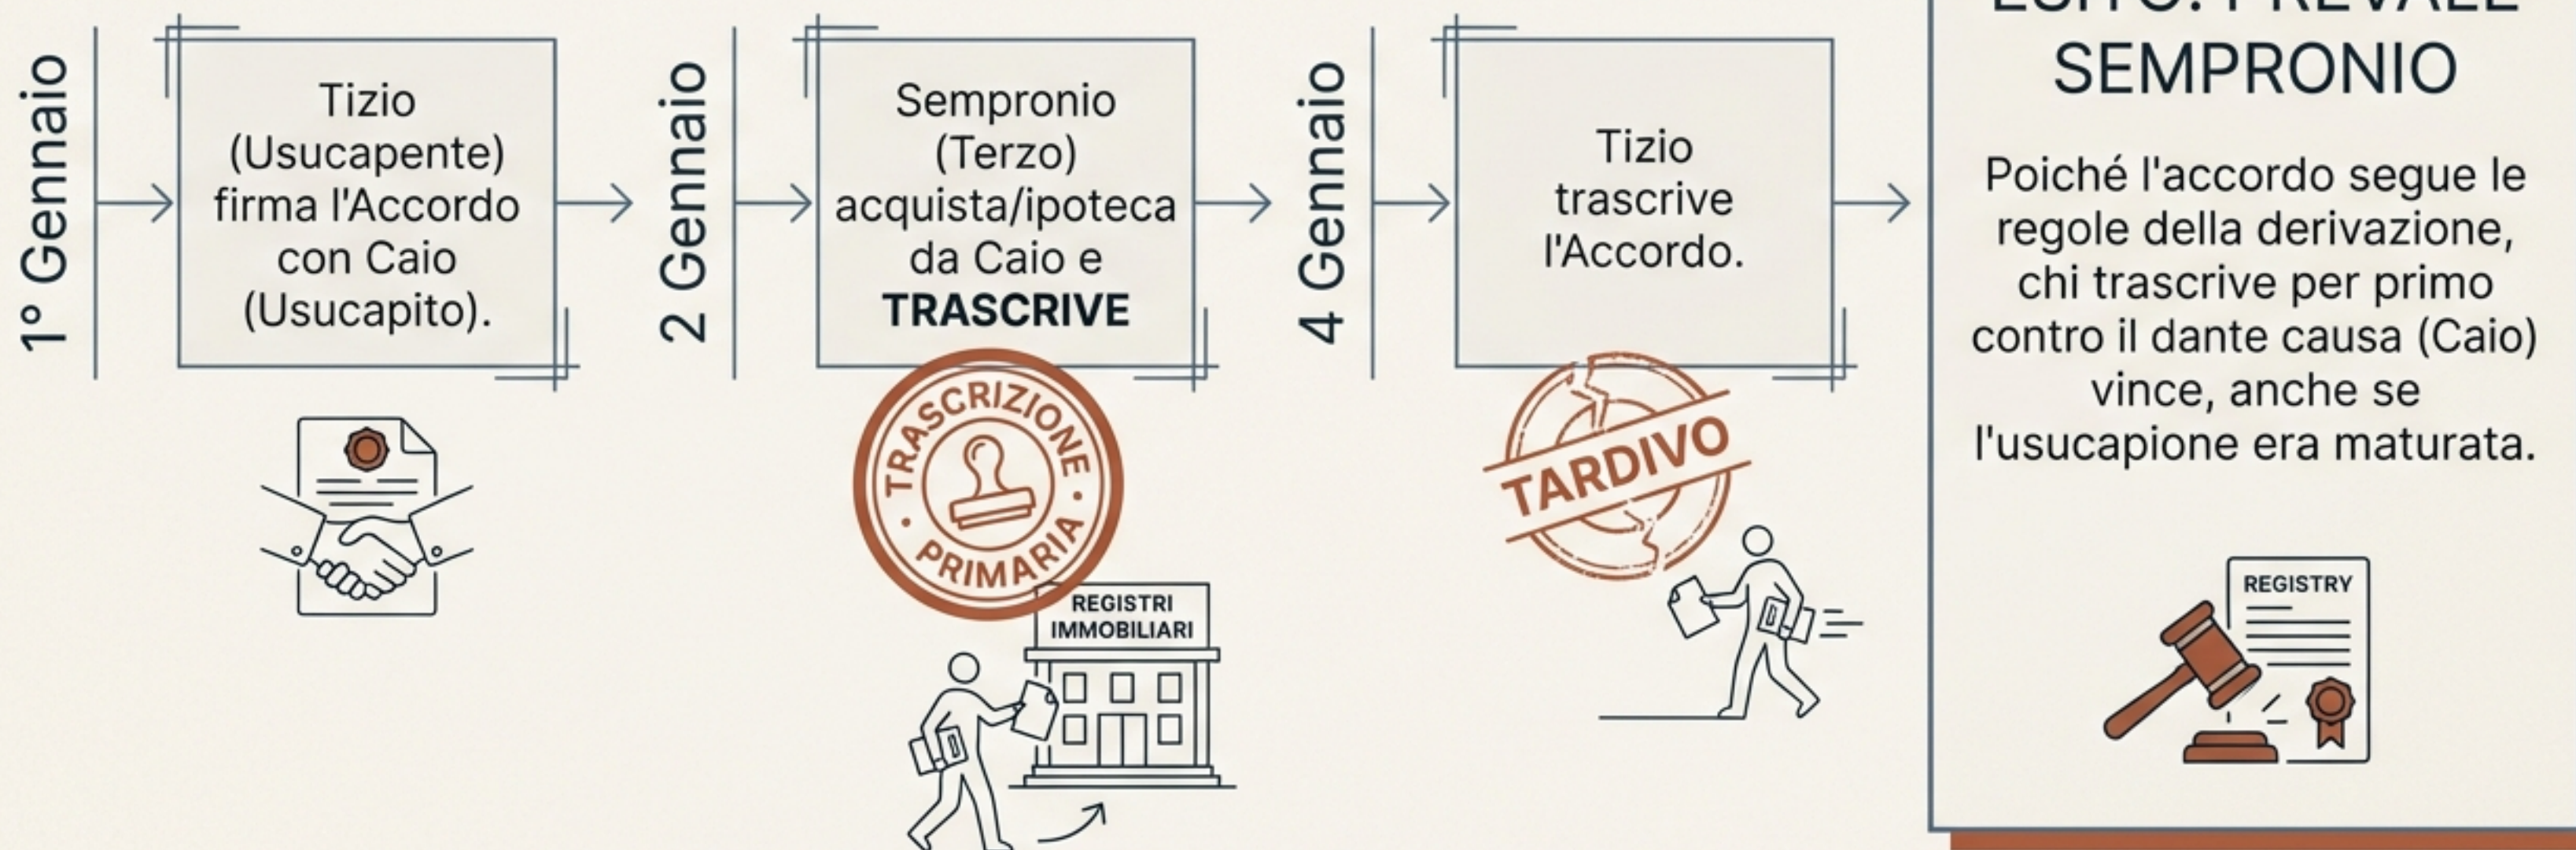 1° Gennaio
Tizio
(Usucapente)
firma l'Accordo
con Caio
(Usucapito).
2 Gennaio
Sempronio
(Terzo)
acquista/ipoteca
da Caio e
TRASCRIVE
· TRASCRIZIONE ·
PRIMARIA
REGISTRI
IMMOBILIARI
4 Gennaio
Tizio
trascrive
l'Accordo.
TARDIVO
ESITO: PREVALE
SEMPRONIO
Poiché l'accordo segue le
regole della derivazione,
chi trascrive per primo
contro il dante causa (Caio)
vince, anche se
l'usucapione era maturata.
REGISTRY